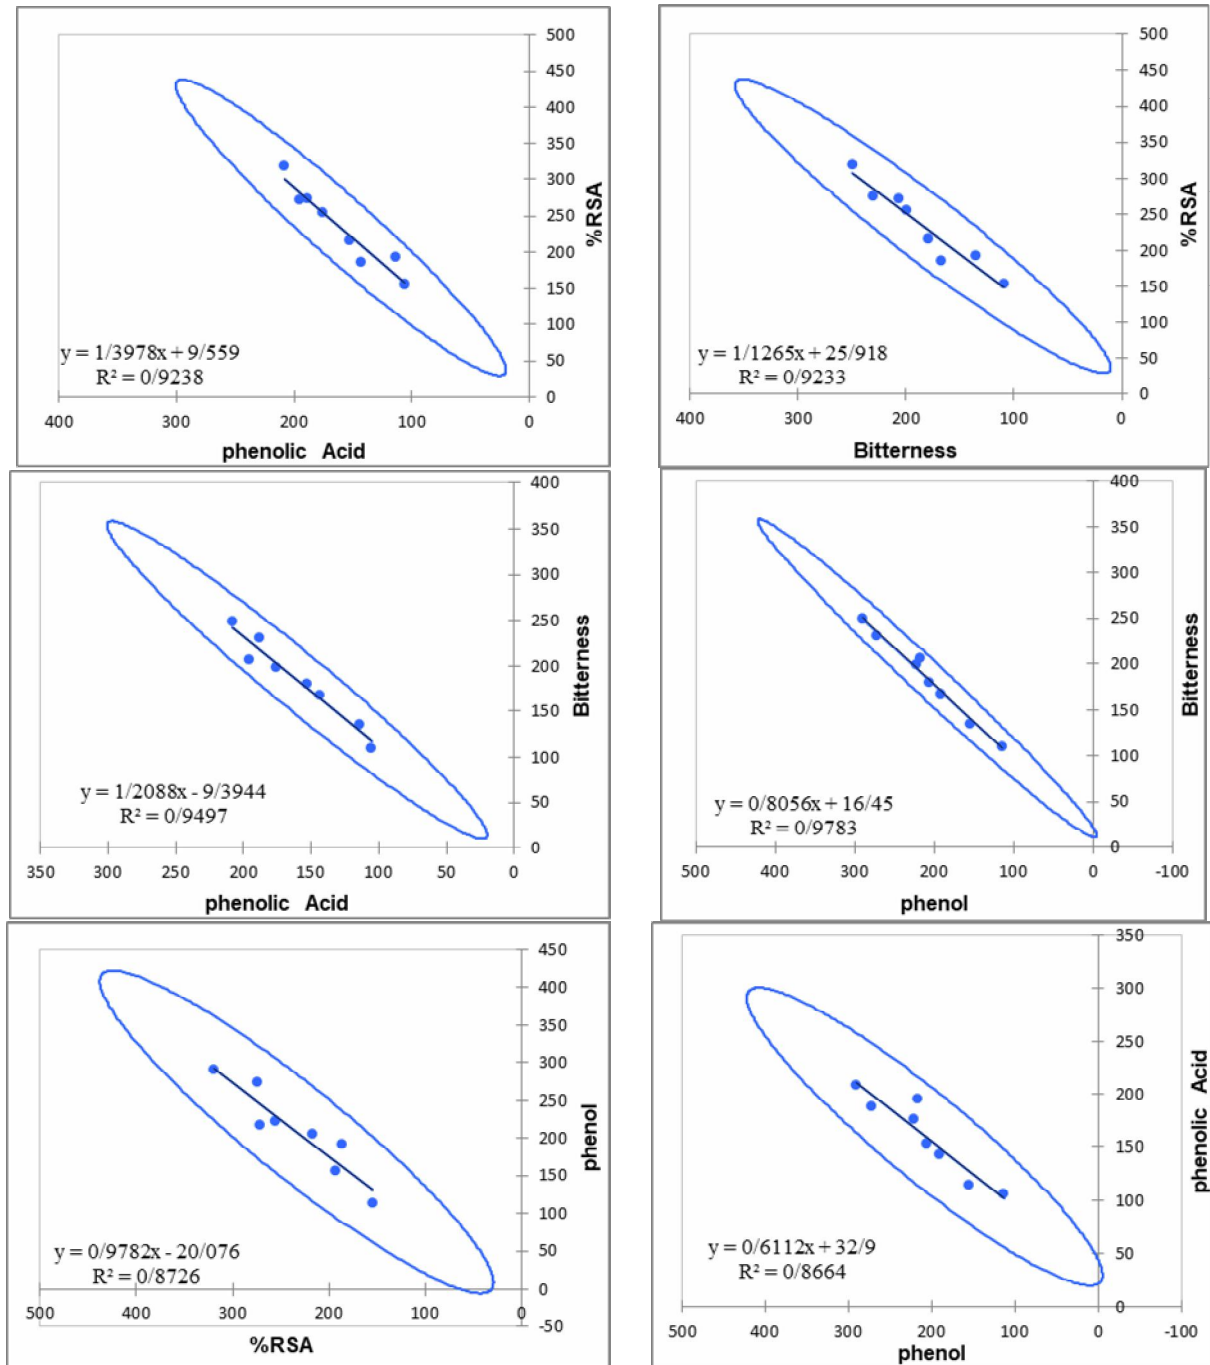 500
450
400
350
300
250
200
150
100
50
0
%RSA
y = 1/3978x + 9/559
R² = 0/9238
400 300 200 100 0
phenolic Acid
500
450
400
350
300
250
200
150
100
50
0
%RSA
y = 1/1265x + 25/918
R² = 0/9233
400 300 200 100 0
Bitterness
400
350
300
250
200
150
100
50
0
Bitterness
y = 1/2088x - 9/3944
R² = 0/9497
350 300 250 200 150 100 50 0
phenolic Acid
400
350
300
250
200
150
100
50
0
Bitterness
y = 0/8056x + 16/45
R² = 0/9783
500 400 300 200 100 0 -100
phenol
450
400
350
300
250
200
150
100
50
0
-50
phenol
y = 0/9782x - 20/076
R² = 0/8726
500 400 300 200 100 0
%RSA
350
300
250
200
150
100
50
0
phenolic Acid
y = 0/6112x + 32/9
R² = 0/8664
500 400 300 200 100 0 -100
phenol